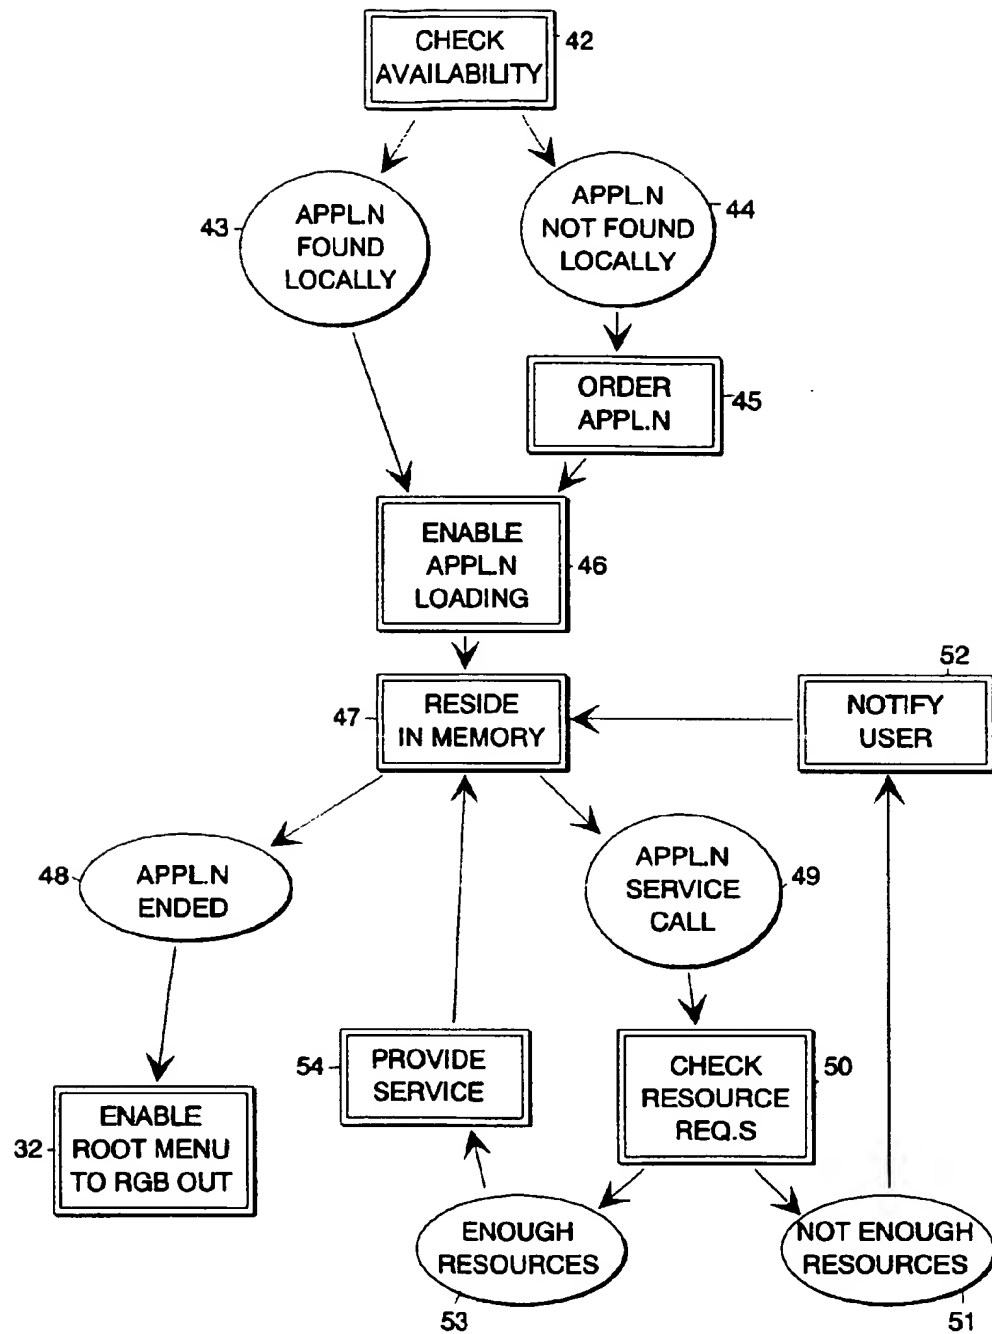 CHECK
AVAILABILITY
42
APPL.N
FOUND
LOCALLY
43
APPL.N
NOT FOUND
LOCALLY
44
ORDER
APPL.N
45
ENABLE
APPL.N
LOADING
46
RESIDE
IN MEMORY
47
NOTIFY
USER
52
APPL.N
ENDED
48
APPL.N
SERVICE
CALL
49
PROVIDE
SERVICE
54
CHECK
RESOURCE
REQ.S
50
ENABLE
ROOT MENU
TO RGB OUT
32
ENOUGH
RESOURCES
53
NOT ENOUGH
RESOURCES
51